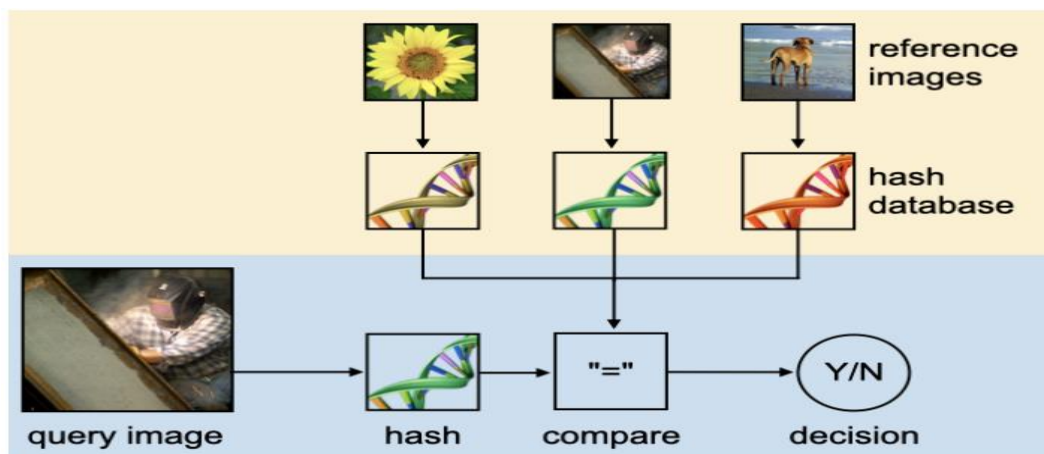 reference
images
hash
database
"="
Y/N
query image
hash
compare
decision